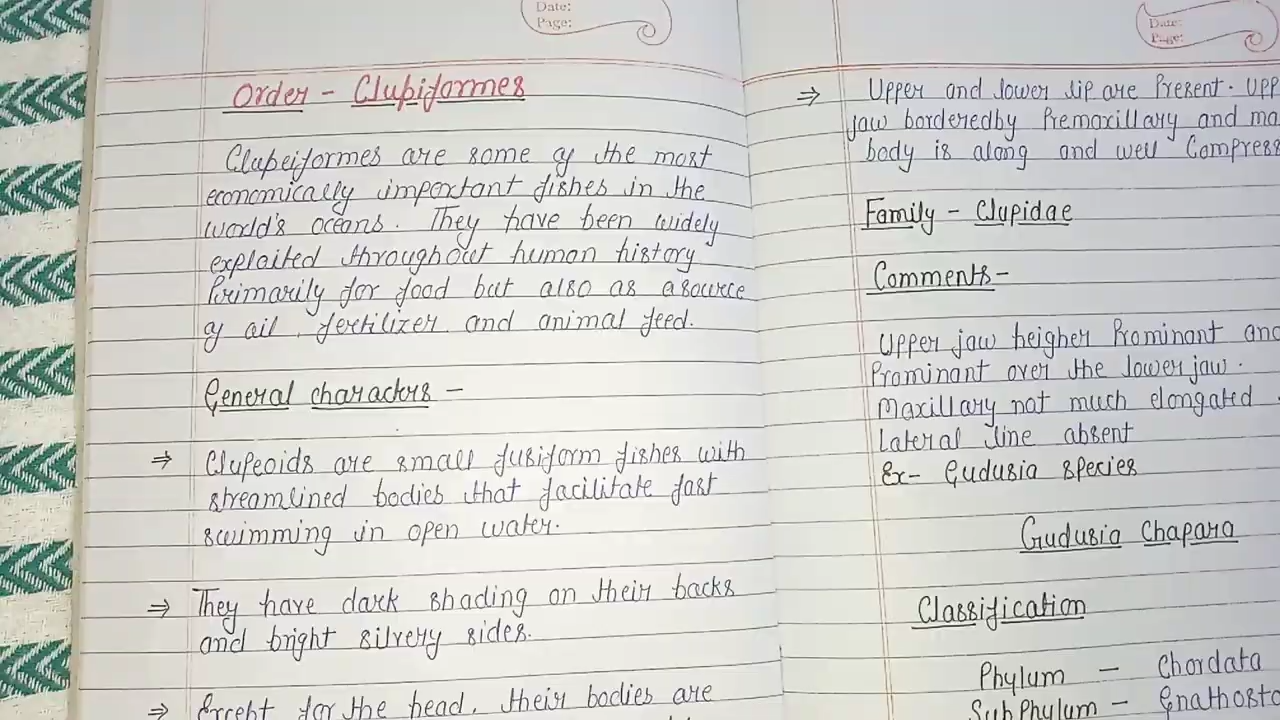 Date:
Page:
Order - Clupiformes
Clupeiformes are some of the most
economically important fishes in the
world's oceans. They have been widely
explaited throughout human history
Primarily for food but also as a source
of oil, fertilizer and animal feed.
General charactrs -
⇒ Clupeoids are small fusiform fishes with
streamlined bodies that facilitate fast
swimming in open water.
⇒ They have dark shading on their backs
and bright silvery sides.
⇒ Except for the head, their bodies are
Date:
Page:
⇒ Upper and lower lip are Present. Upp
jaw borderedby Premaxillary and ma
body is along and well Compress
Family - Clupidae
Comments-
Upper jaw heigher Prominant and
Prominant over the lower jaw.
Maxillary not much elongated
Lateral line absent
Ex- Gudusia species
Gudusia Chapara
Classification
Phylum - Chordata
SubPhylum - Gnathosto